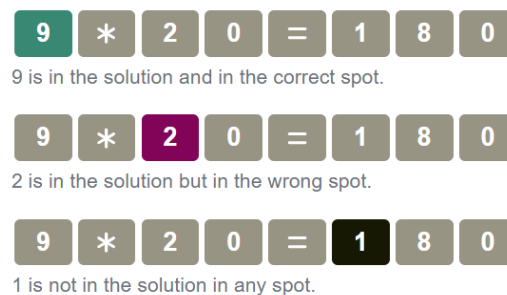 9 * 2 0 = 1 8 0
9 is in the solution and in the correct spot.
9 * 2 0 = 1 8 0
2 is in the solution but in the wrong spot.
9 * 2 0 = 1 8 0
1 is not in the solution in any spot.